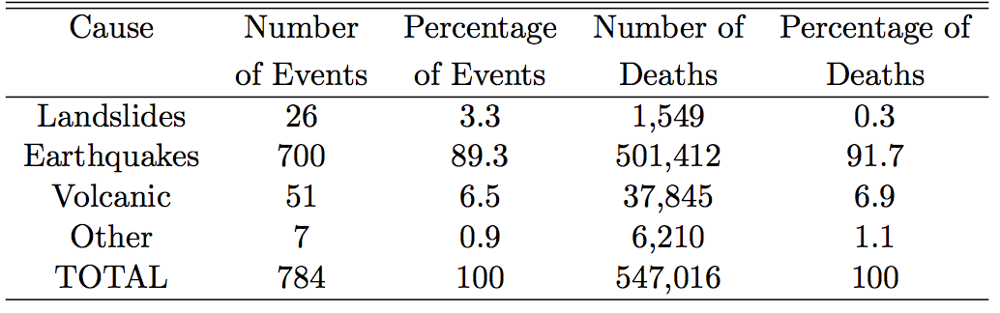 Cause Number Percentage Number of Percentage of
of Events of Events Deaths Deaths
Landslides 26 3.3 1,549 0.3
Earthquakes 700 89.3 501,412 91.7
Volcanic 51 6.5 37,845 6.9
Other 7 0.9 6,210 1.1
TOTAL 784 100 547,016 100